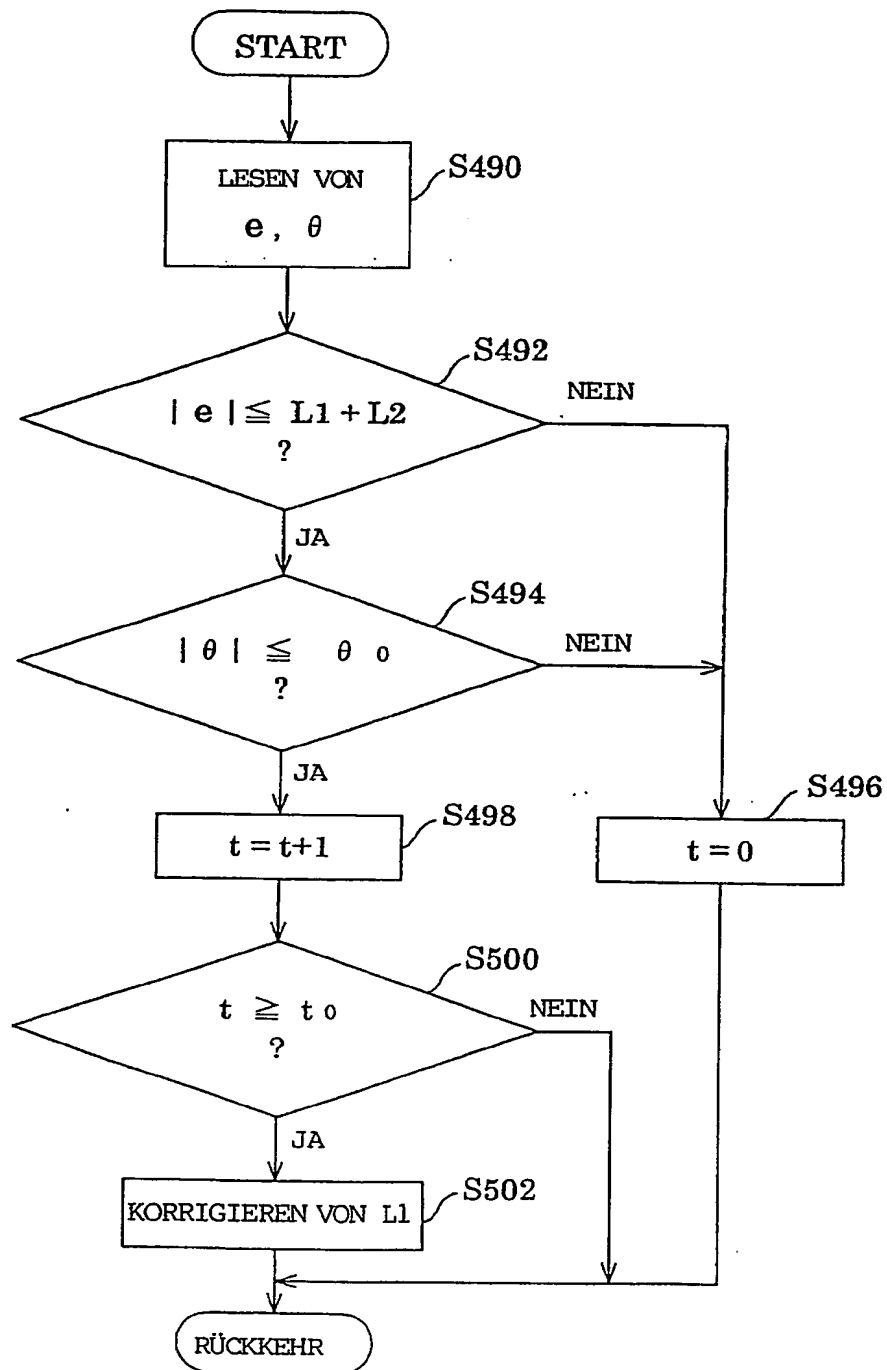 START
LESEN VON
e, θ
S490
S492
| e | ≦ L1 + L2
?
NEIN
JA
S494
| θ | ≦ θ o
?
NEIN
JA
S498
t = t+1
S496
t = 0
S500
t ≧ t o
?
NEIN
JA
S502
KORRIGIEREN VON L1
RÜCKKEHR